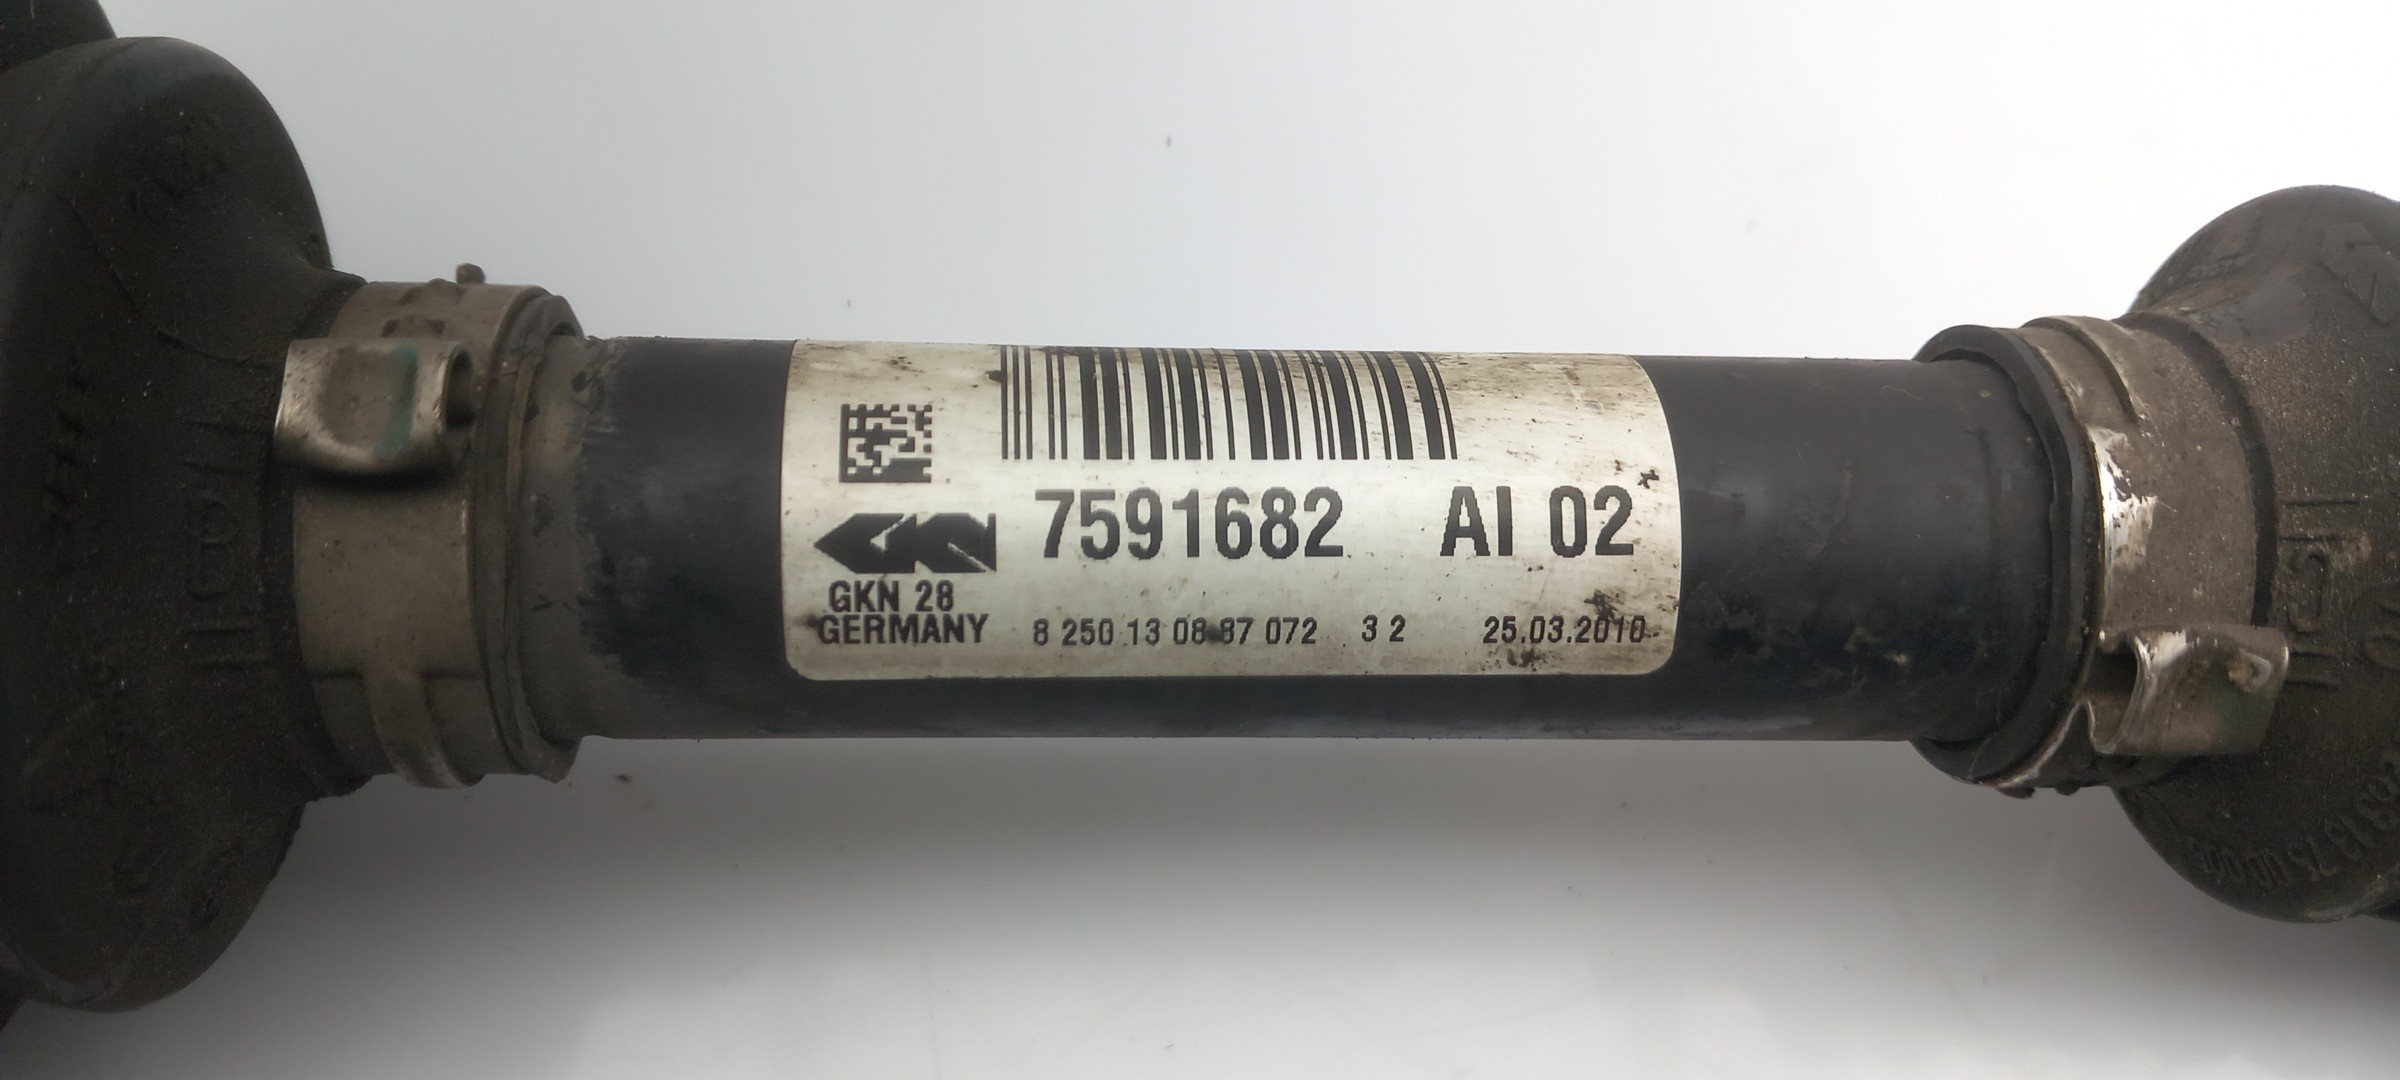 7591682 AI 02
GKN 28
GERMANY 8 250 13 08 87 072 3 2 25.03.2010